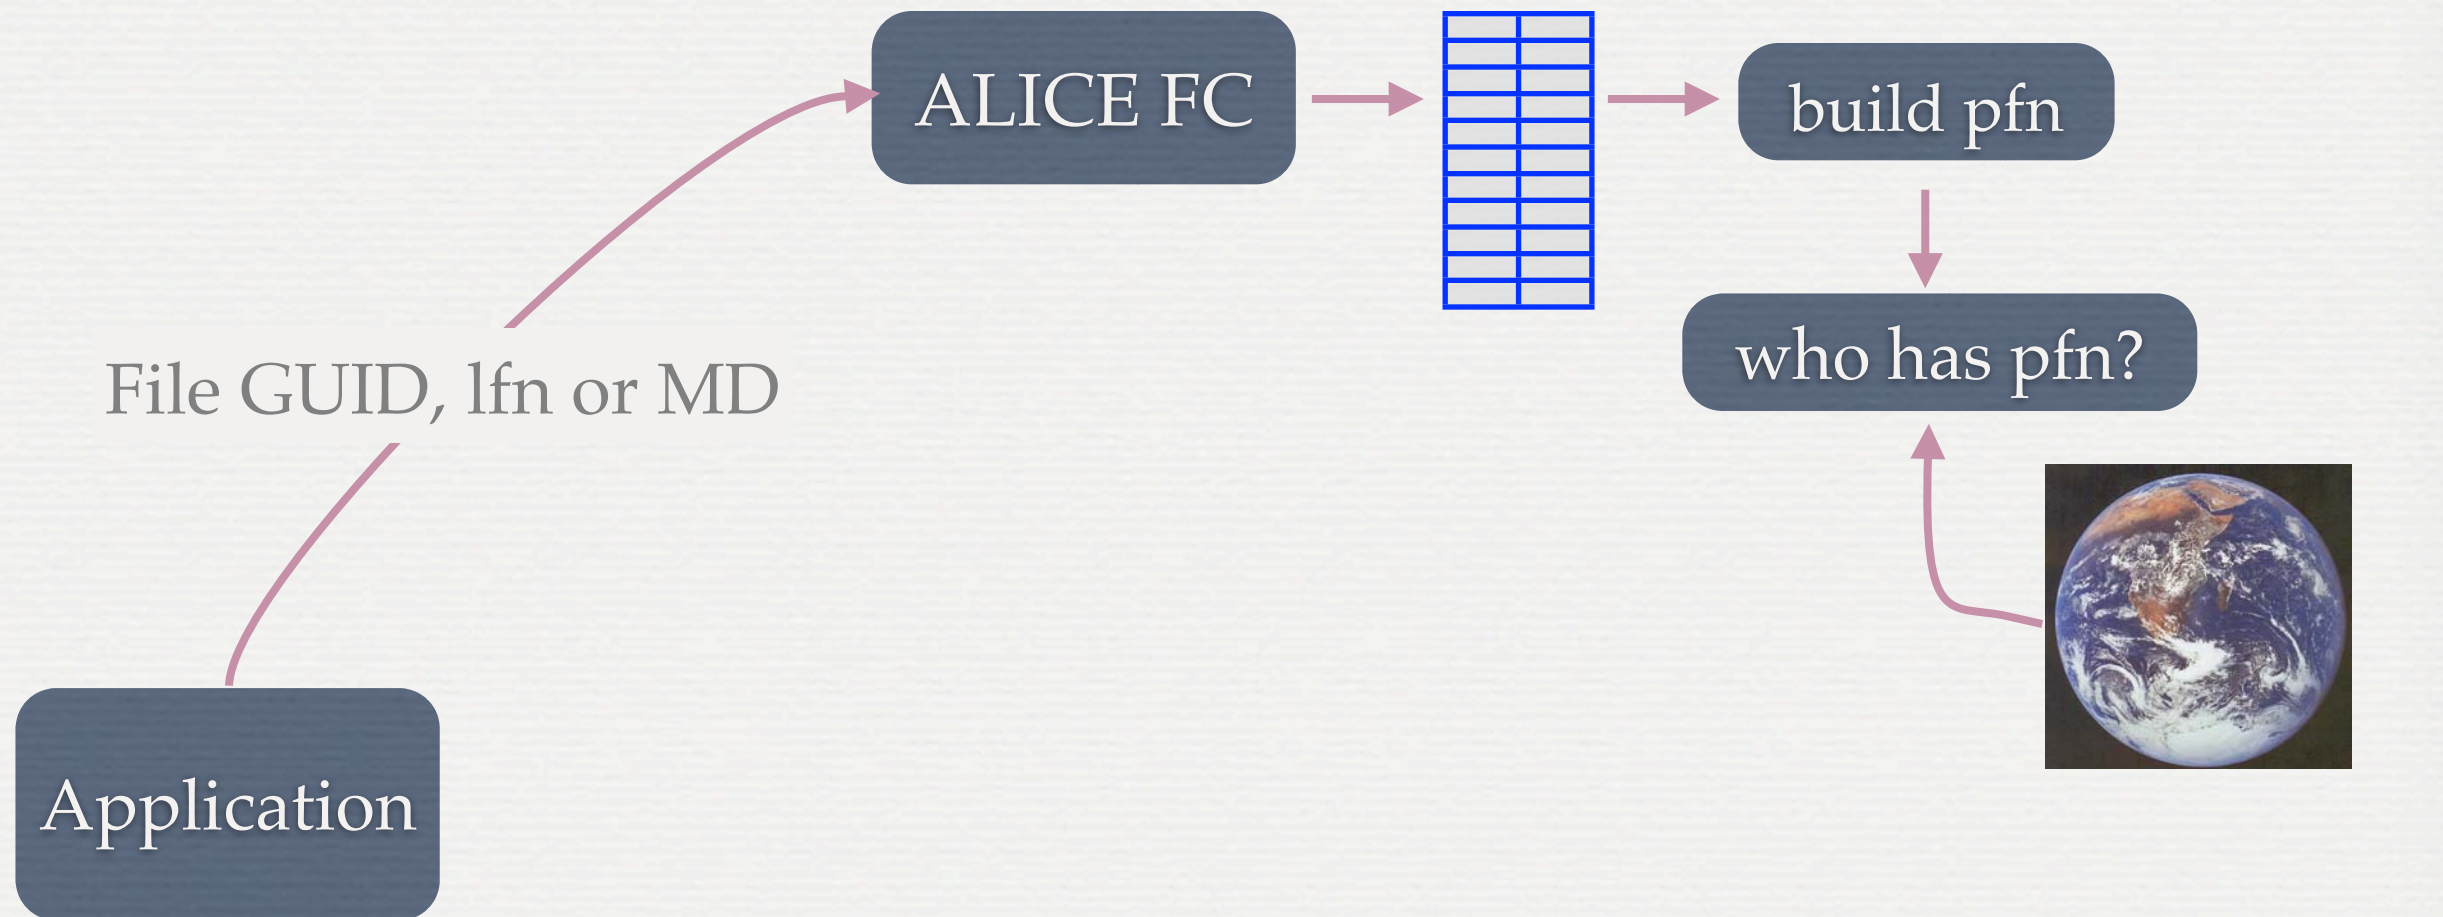 ALICE FC
build pfn
who has pfn?
File GUID, lfn or MD
Application